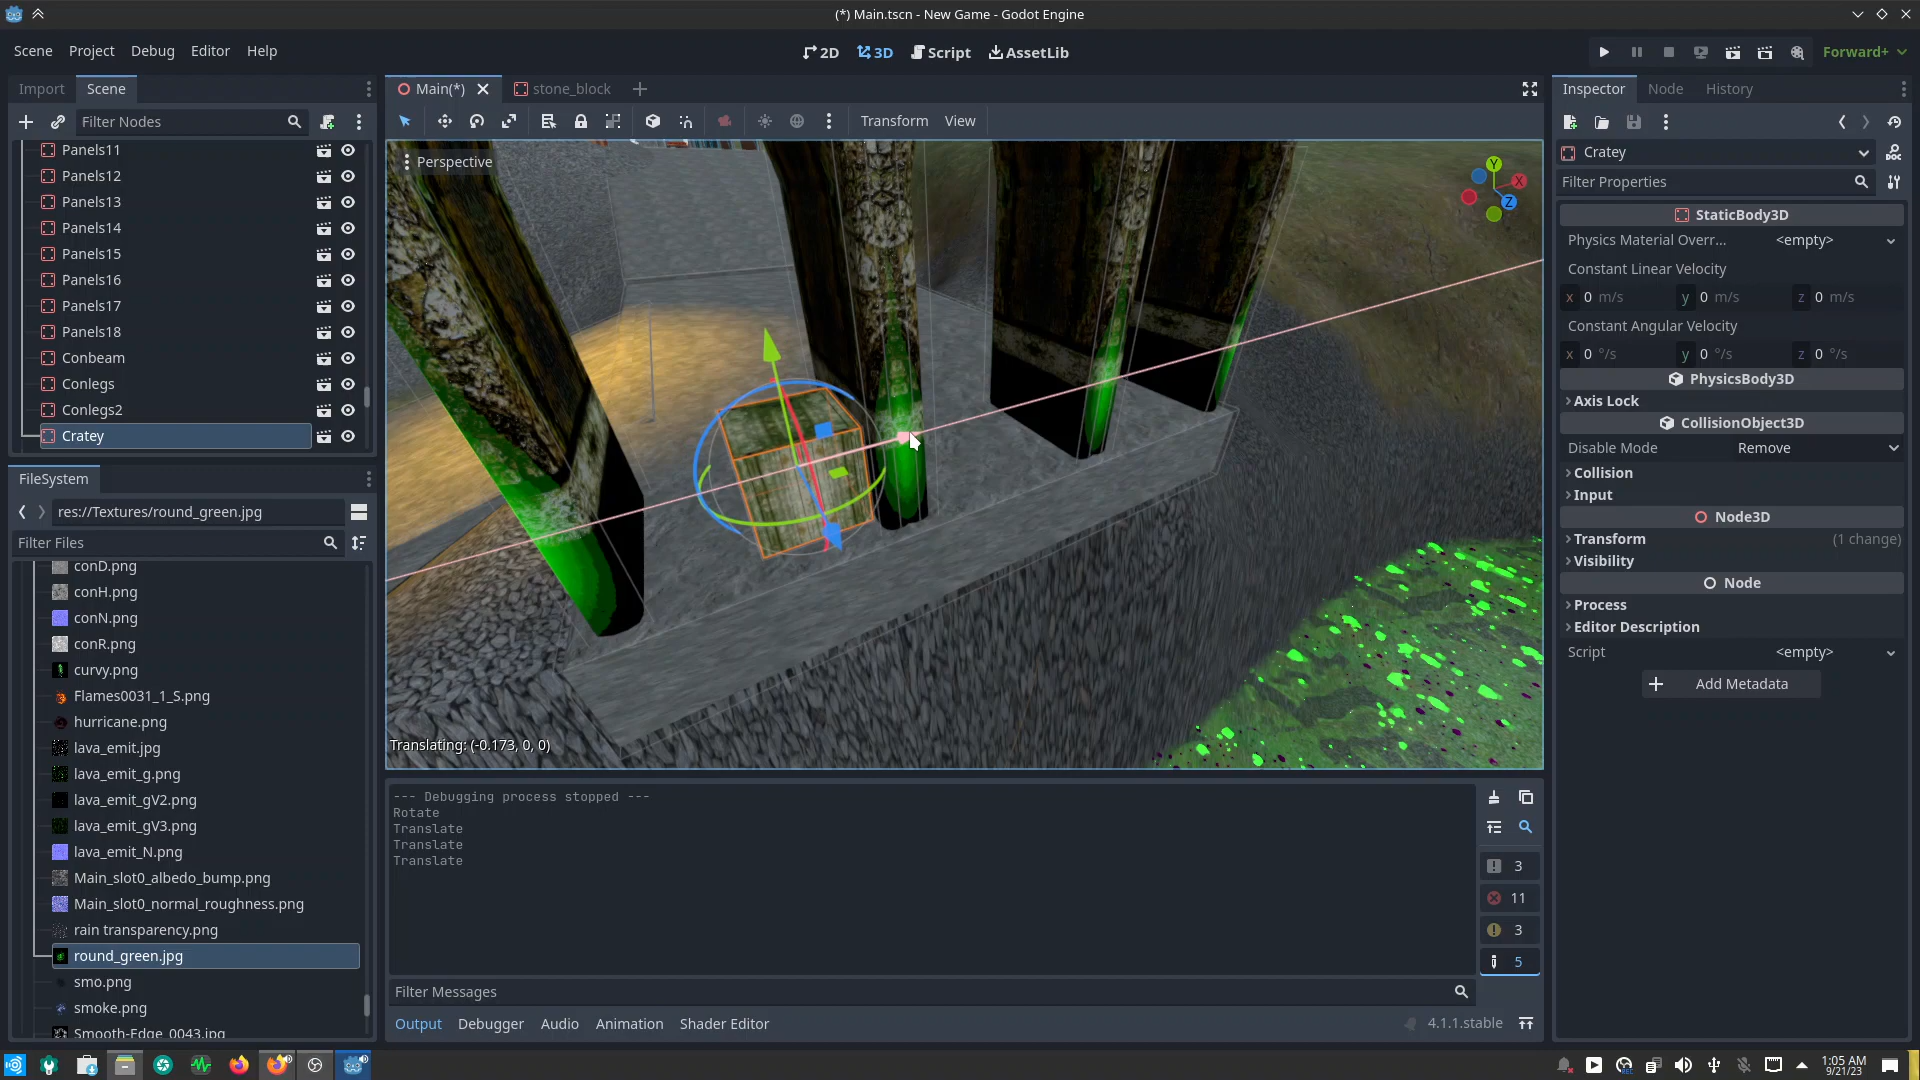 (*) Main.tscn - New Game - Godot Engine
Scene Project Debug Editor Help
2D 3D Script AssetLib
Forward+
Import Scene
Main(*) stone_block
Inspector Node History
Filter Nodes
Transform View
Panels11
Panels12
Panels13
Panels14
Panels15
Panels16
Panels17
Panels18
Conbeam
Conlegs
Conlegs2
Cratey
Perspective
Y
X
Z
Translating: (-0.173, 0, 0)
FileSystem
res://Textures/round_green.jpg
Filter Files
conD.png
conH.png
conN.png
conR.png
curvy.png
Flames0031_1_S.png
hurricane.png
lava_emit.jpg
lava_emit_g.png
lava_emit_gV2.png
lava_emit_gV3.png
lava_emit_N.png
Main_slot0_albedo_bump.png
Main_slot0_normal_roughness.png
rain transparency.png
round_green.jpg
smo.png
smoke.png
Smooth-Edge_0043.jpg
--- Debugging process stopped ---
Rotate
Translate
Translate
Translate
3
11
3
5
Filter Messages
Output Debugger Audio Animation Shader Editor
4.1.1.stable
Cratey
DOC
Filter Properties
StaticBody3D
Physics Material Overr... <empty>
Constant Linear Velocity
x 0 m/s y 0 m/s z 0 m/s
Constant Angular Velocity
x 0 °/s y 0 °/s z 0 °/s
PhysicsBody3D
Axis Lock
CollisionObject3D
Disable Mode Remove
Collision
Input
Node3D
Transform (1 change)
Visibility
Node
Process
Editor Description
Script <empty>
Add Metadata
1:05 AM
9/21/23